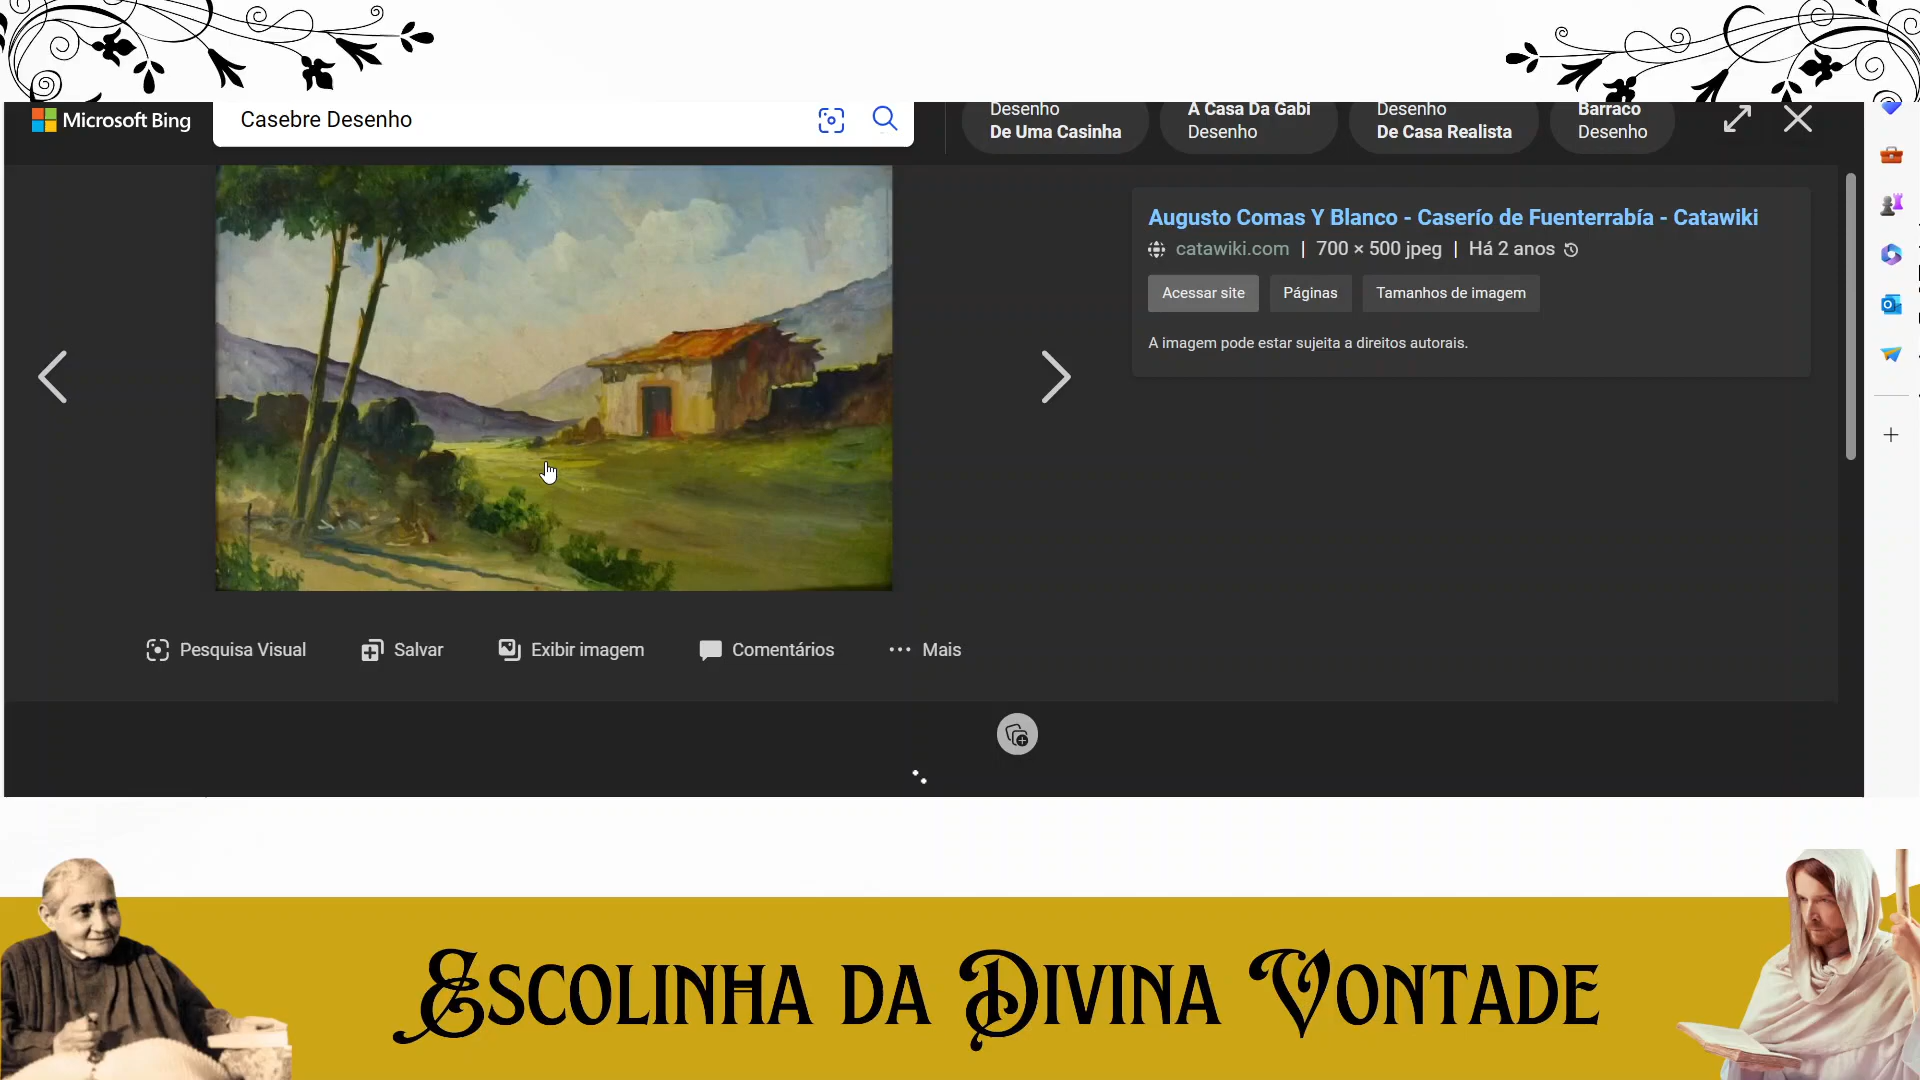 Microsoft Bing
Casebre Desenho
Desenho
De Uma Casinha
A Casa Da Gabi
Desenho
Desenho
De Casa Realista
Barraco
Desenho
Augusto Comas Y Blanco - Caserío de Fuenterrabía - Catawiki
catawiki.com | 700 × 500 jpeg | Há 2 anos
Acessar site
Páginas
Tamanhos de imagem
A imagem pode estar sujeita a direitos autorais.
Pesquisa Visual
Salvar
Exibir imagem
Comentários
Mais
Escolinha da Divina Vontade